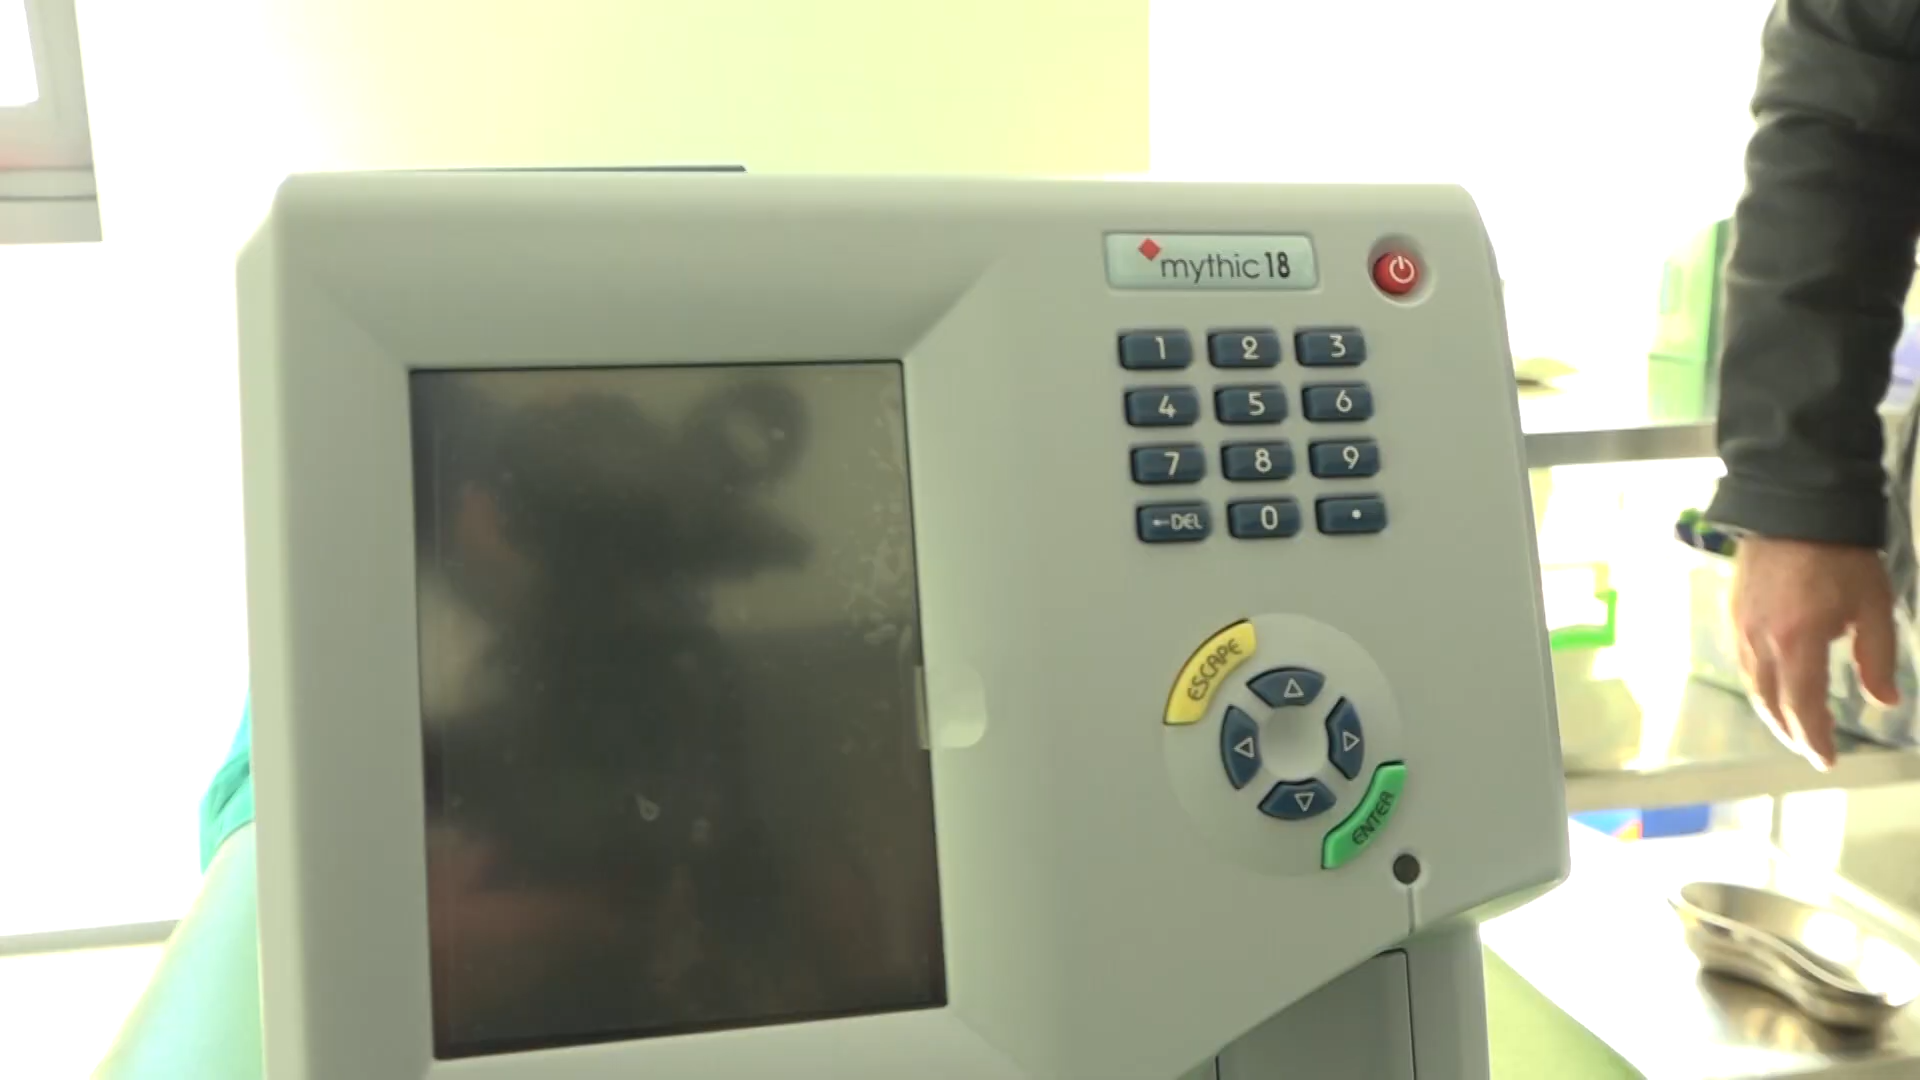 mythic 18
1 2 3
4 5 6
7 8 9
←DEL 0 .
ESCAPE
ENTER